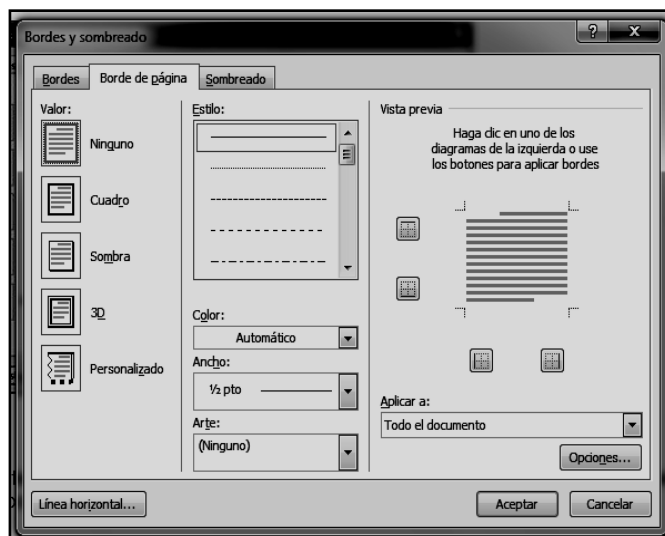 Bordes y sombreado
Bordes
Borde de página
Sombreado
Valor:
Ninguno
Cuadro
Sombra
3D
Personalizado
Estilo:
Color:
Automático
Ancho:
½ pto
Arte:
(Ninguno)
Vista previa
Haga clic en uno de los
diagramas de la izquierda o use
los botones para aplicar bordes
Aplicar a:
Todo el documento
Opciones...
Línea horizontal...
Aceptar
Cancelar